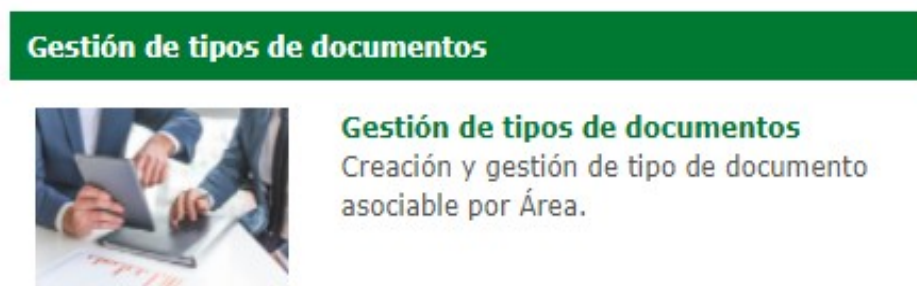 Gestión de tipos de documentos
Gestión de tipos de documentos
Creación y gestión de tipo de documento
asociable por Área.